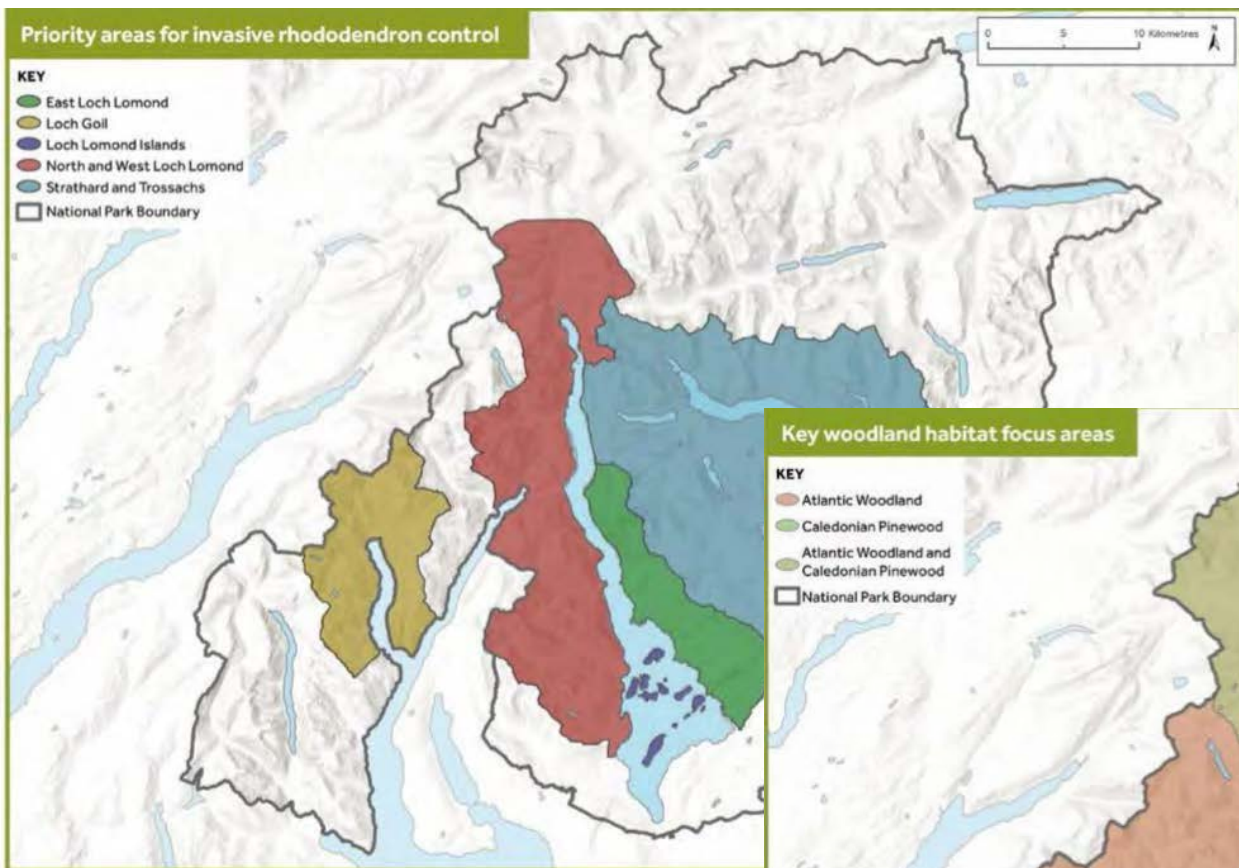 Priority areas for invasive rhododendron control
KEY
East Loch Lomond
Loch Goil
Loch Lomond Islands
North and West Loch Lomond
Strathard and Trossachs
National Park Boundary
0 5 10 Kilometres
N
Key woodland habitat focus areas
KEY
Atlantic Woodland
Caledonian Pinewood
Atlantic Woodland and
Caledonian Pinewood
National Park Boundary